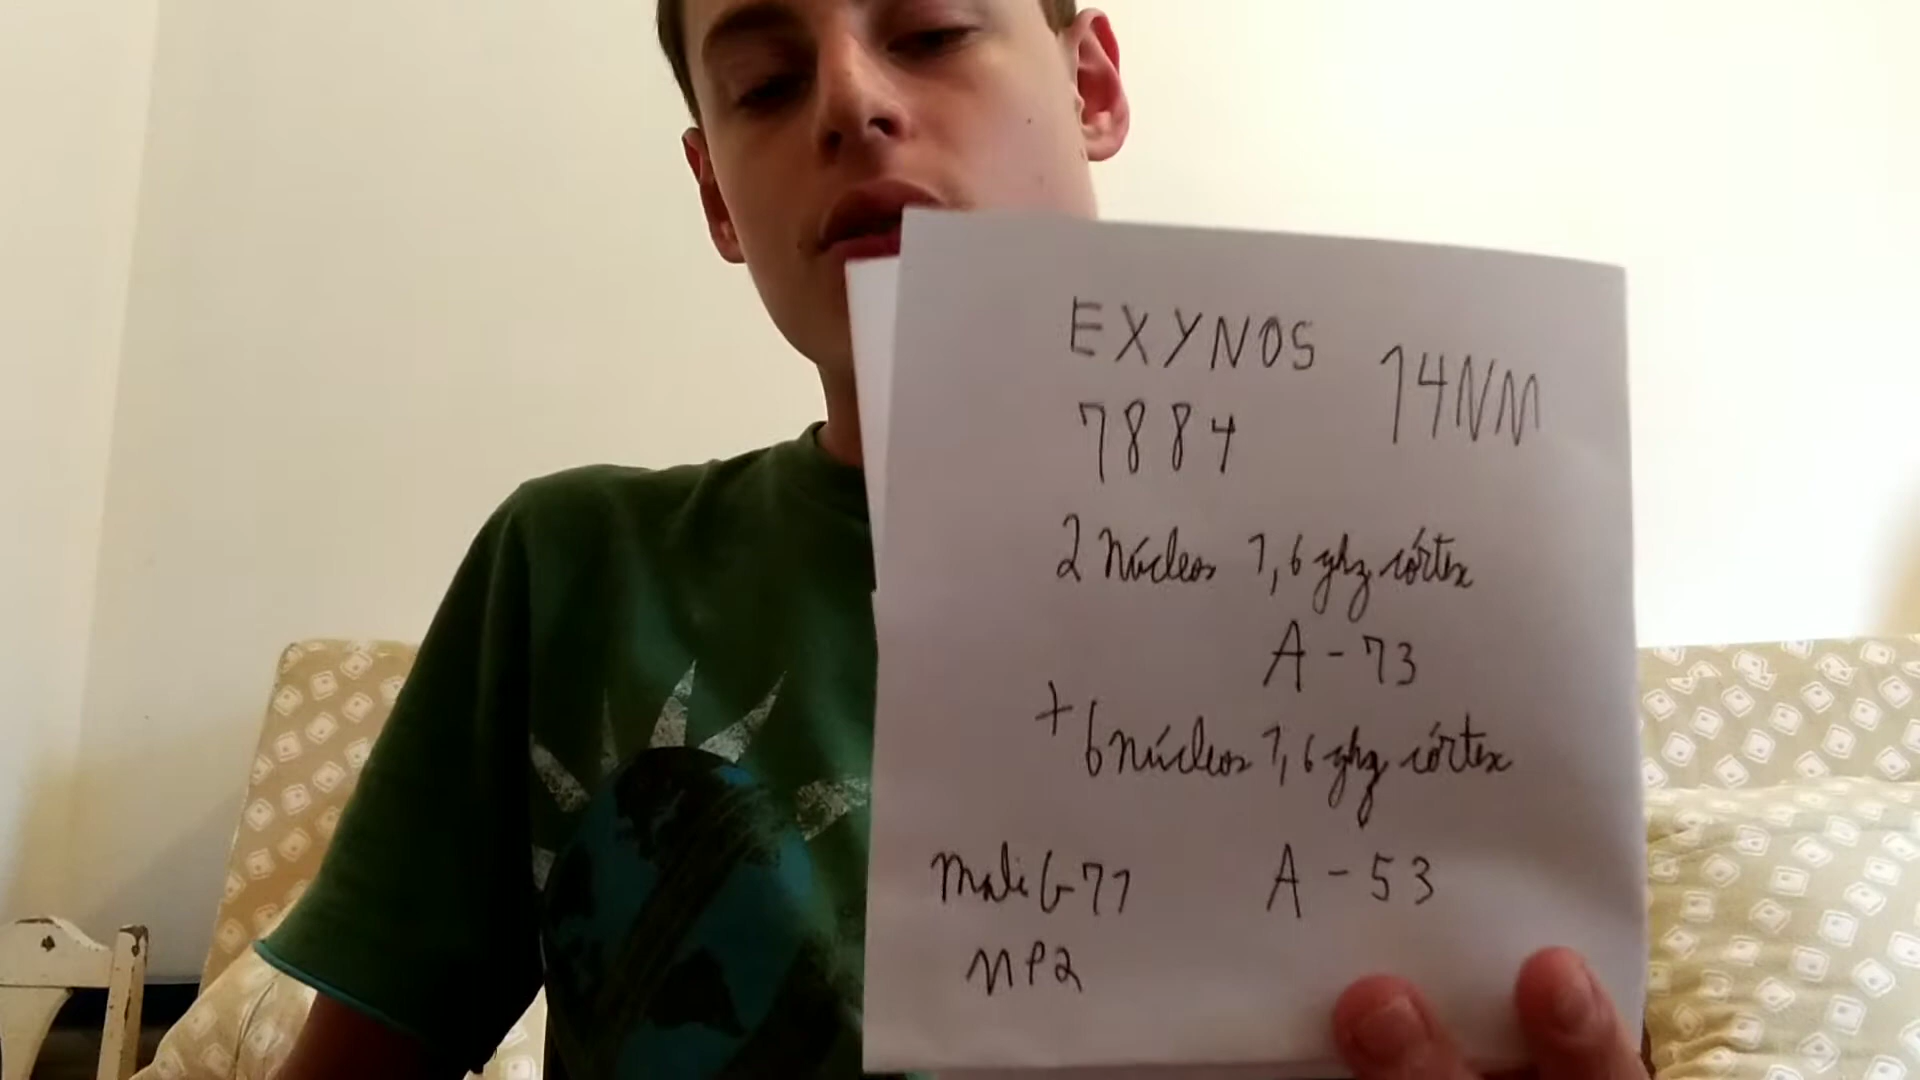 EXYNOS
7884
14NM
2 Núcleos 1,6 ghz córtex
A-73
+
6 núcleos 1,6 ghz córtex
A-53
Mali G-71
MP2